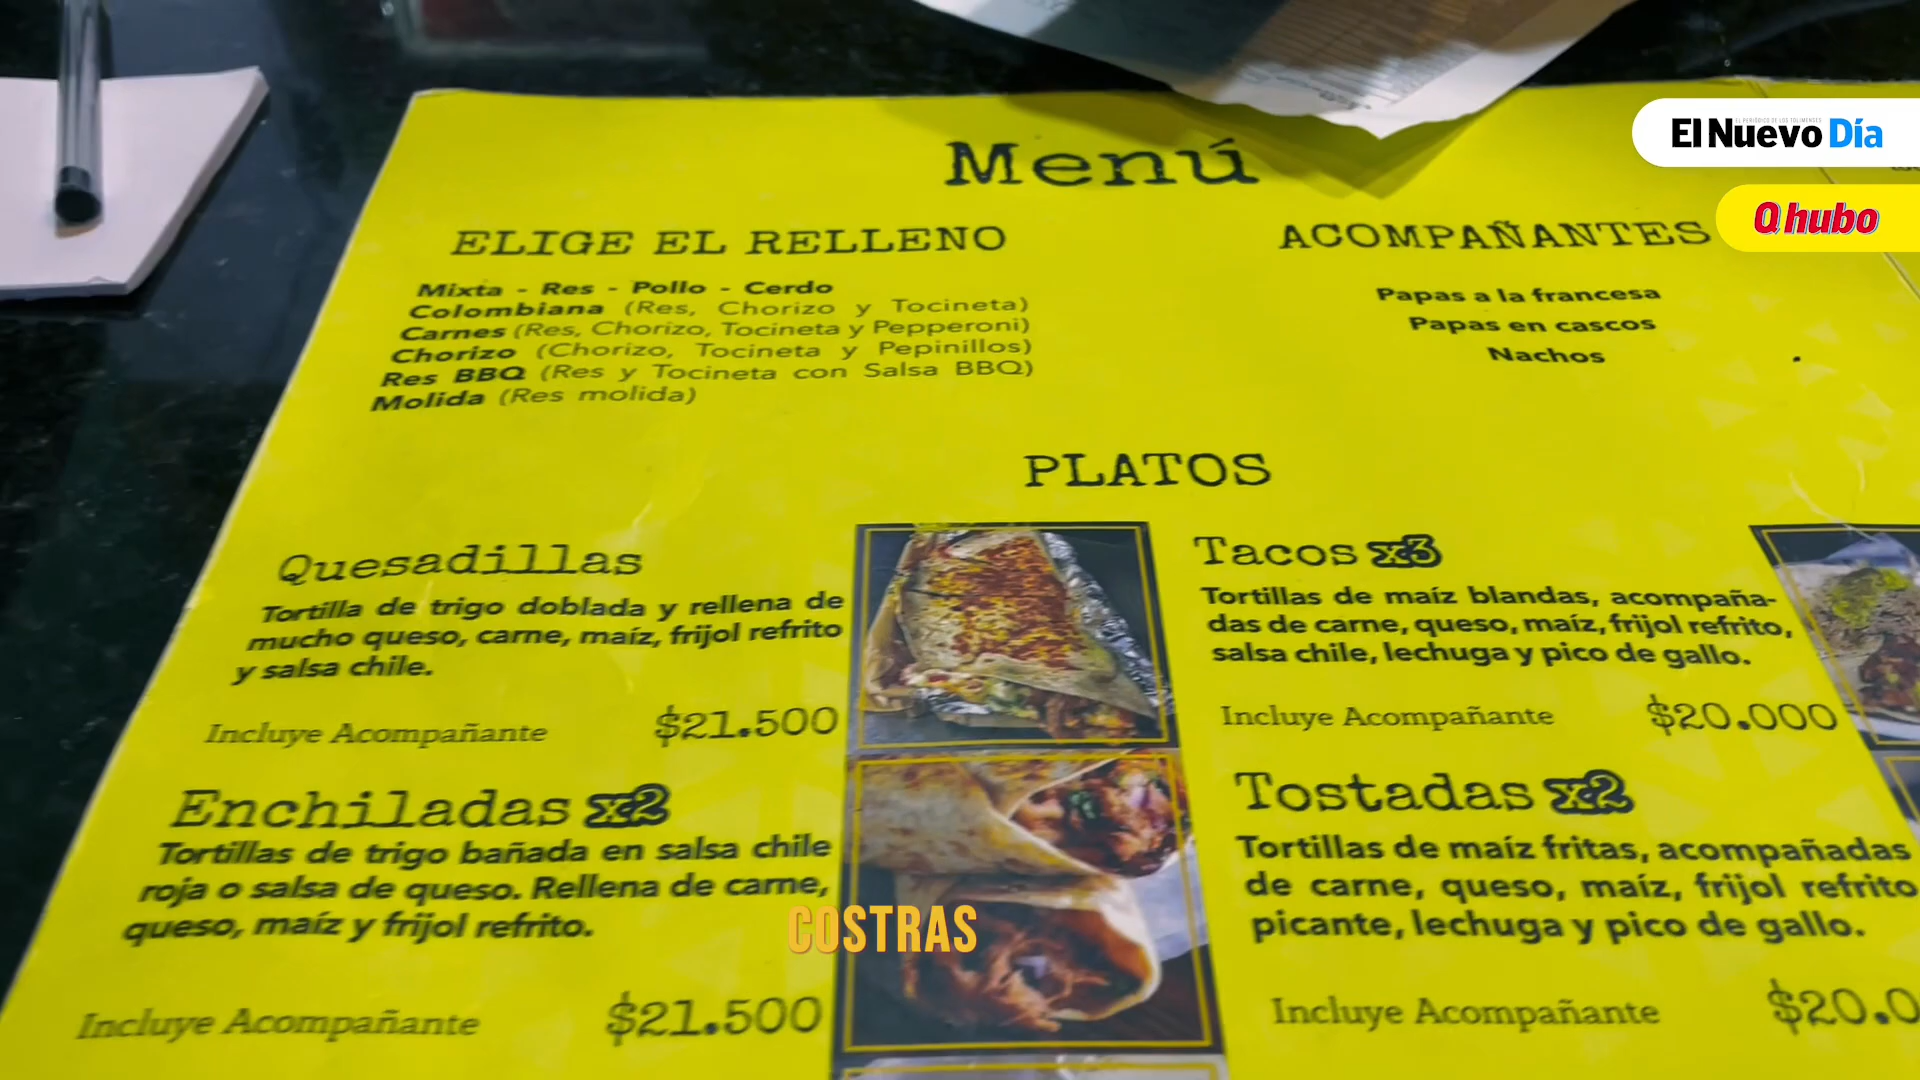 El Nuevo Día
Q hubo
Menú
ELIGE EL RELLENO
Mixta - Res - Pollo - Cerdo
Colombiana (Res, Chorizo y Tocineta)
Carnes (Res, Chorizo, Tocineta y Pepperoni)
Chorizo (Chorizo, Tocineta y Pepinillos)
Res BBQ (Res y Tocineta con Salsa BBQ)
Molida (Res molida)
ACOMPAÑANTES
Papas a la francesa
Papas en cascos
Nachos
PLATOS
Quesadillas
Tortilla de trigo doblada y rellena de
mucho queso, carne, maíz, frijol refrito
y salsa chile.
Incluye Acompañante $21.500
Enchiladas x2
Tortillas de trigo bañada en salsa chile
roja o salsa de queso. Rellena de carne,
queso, maíz y frijol refrito.
Incluye Acompañante $21.500
Tacos x3
Tortillas de maíz blandas, acompaña-
das de carne, queso, maíz, frijol refrito,
salsa chile, lechuga y pico de gallo.
Incluye Acompañante $20.000
Tostadas x2
Tortillas de maíz fritas, acompañadas
de carne, queso, maíz, frijol refrito
picante, lechuga y pico de gallo.
Incluye Acompañante $20.0
COSTRAS